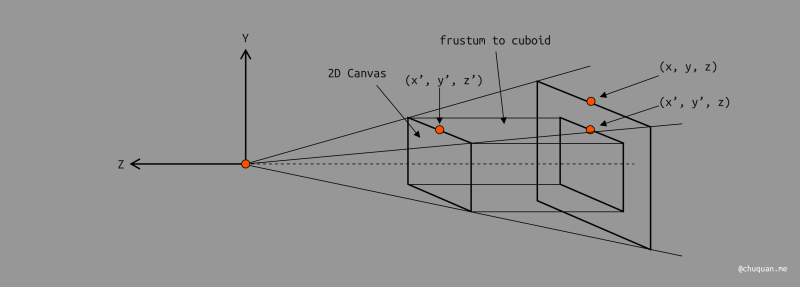 Y
frustum to cuboid
2D Canvas
(x’, y’, z’)
(x, y, z)
(x’, y’, z)
Z
@chuquan.me